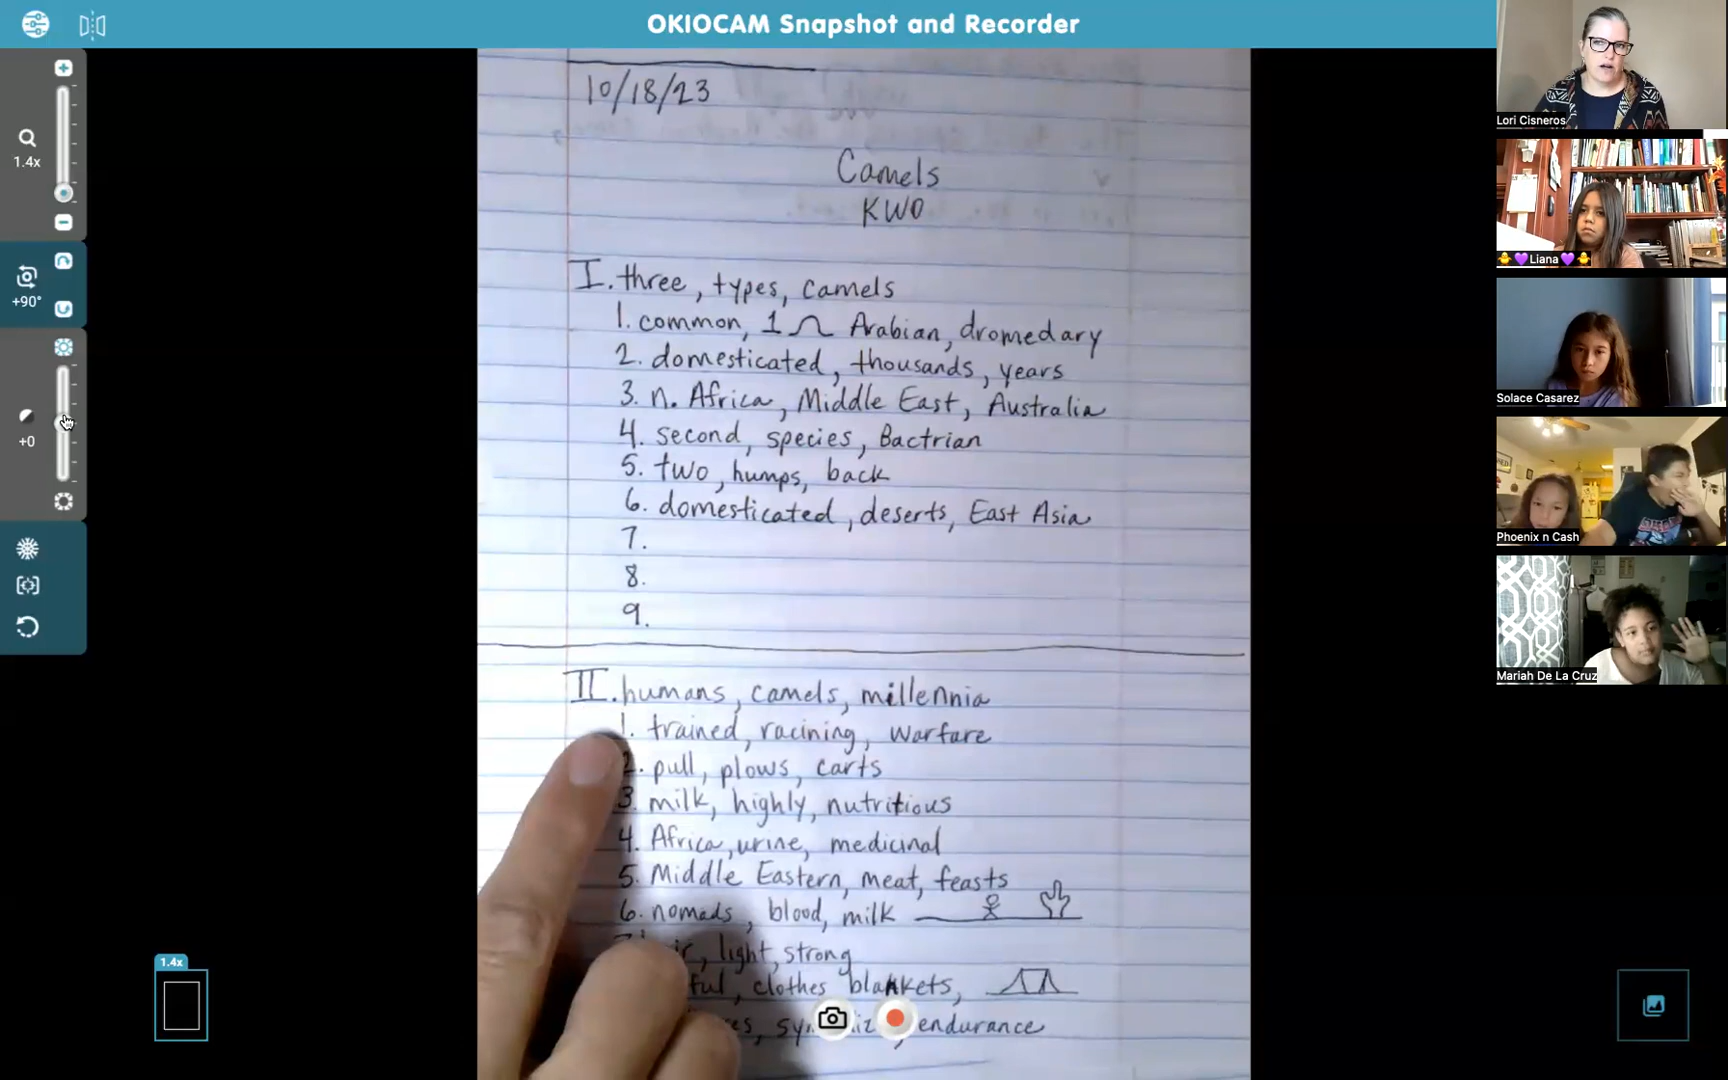 OKIOCAM Snapshot and Recorder
1.4x
+90°
+0
1.4x
10/18/23
Camels
KWO
I. three, types, camels
1. common, 1 Arabian, dromedary
2. domesticated, thousands, years
3. n. Africa, Middle East, Australia
4. second, species, Bactrian
5. two, humps, back
6. domesticated, deserts, East Asia
7.
8.
9.
II. humans, camels, millennia
1. trained, racining, warfare
2. pull, plows, carts
3. milk, highly, nutritious
4. Africa, urine, medicinal
5. Middle Eastern, meat, feasts
6. nomads, blood, milk
light, strong
clothes blankets,
endurance
Lori Cisneros
Liana
Solace Casarez
Phoenix n Cash
Mariah De La Cruz